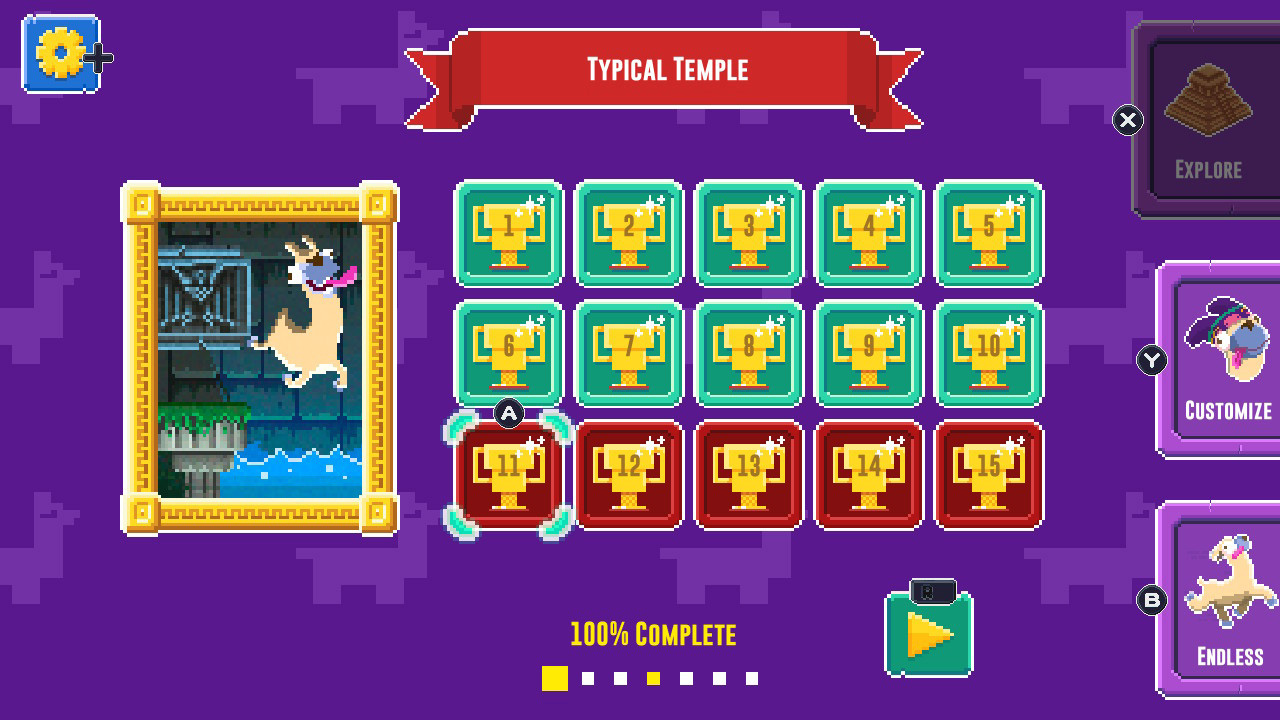 Typical Temple
X
Explore
1 2 3 4 5
6 7 8 9 10
Y
Customize
A
11 12 13 14 15
R
B
100% Complete
Endless